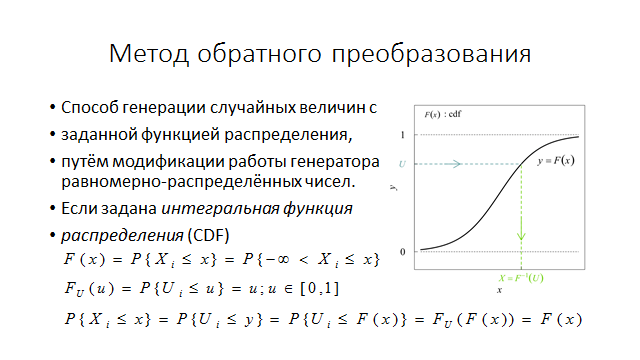 Метод обратного преобразования
• Способ генерации случайных величин с
• заданной функцией распределения,
• путём модификации работы генератора
равномерно-распределённых чисел.
• Если задана интегральная функция
• распределения (CDF)
F(x) = P{X_i ≤ x} = P{−∞ < X_i ≤ x}
F_U(u) = P{U_i ≤ u} = u; u ∈ [0,1]
P{X_i ≤ x} = P{U_i ≤ y} = P{U_i ≤ F(x)} = F_U(F(x)) = F(x)
F(x) : cdf
1
U
y = F(x)
y
0
X = F⁻¹(U)
x